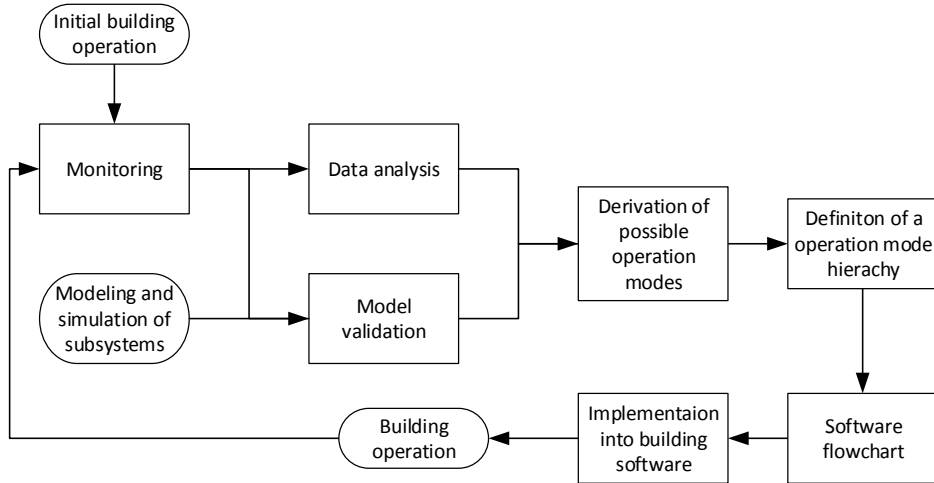 Initial building
operation
Monitoring
Data analysis
Derivation of
possible
operation
modes
Definiton of a
operation mode
hierachy
Modeling and
simulation of
subsystems
Model
validation
Building
operation
Implementaion
into building
software
Software
flowchart